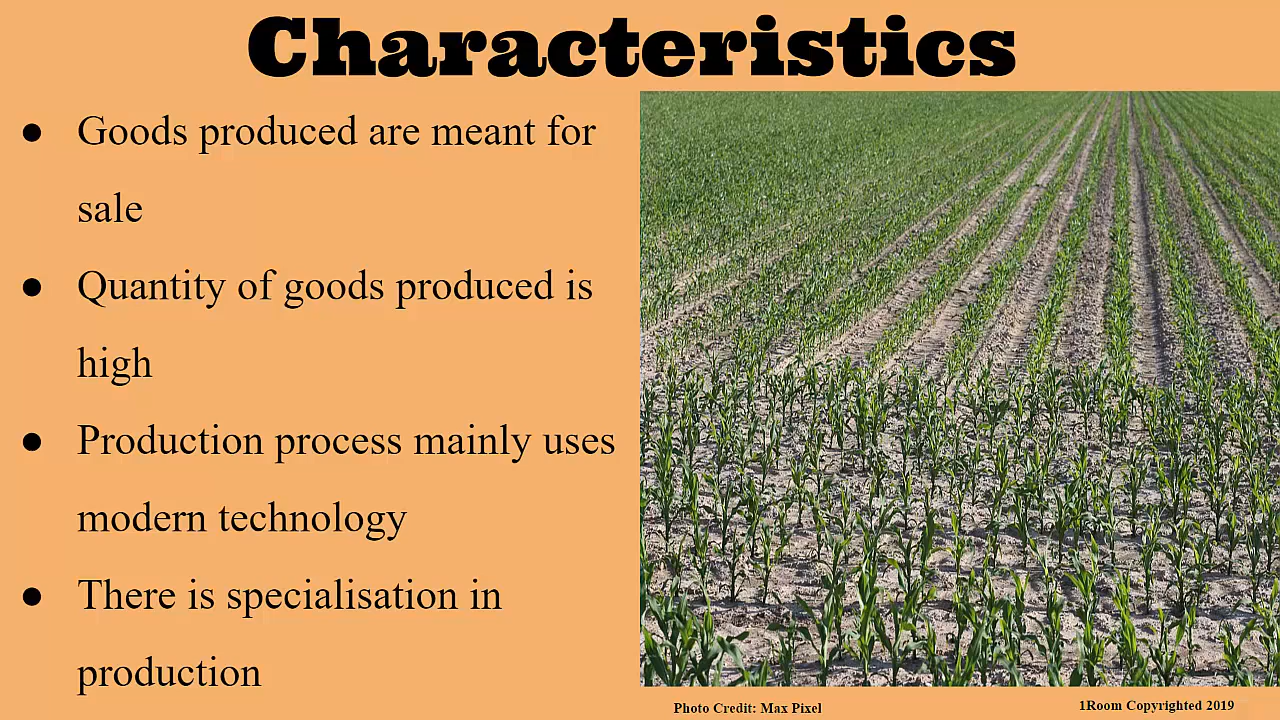 Characteristics
● Goods produced are meant for
sale
● Quantity of goods produced is
high
● Production process mainly uses
modern technology
● There is specialisation in
production
Photo Credit: Max Pixel
1Room Copyrighted 2019